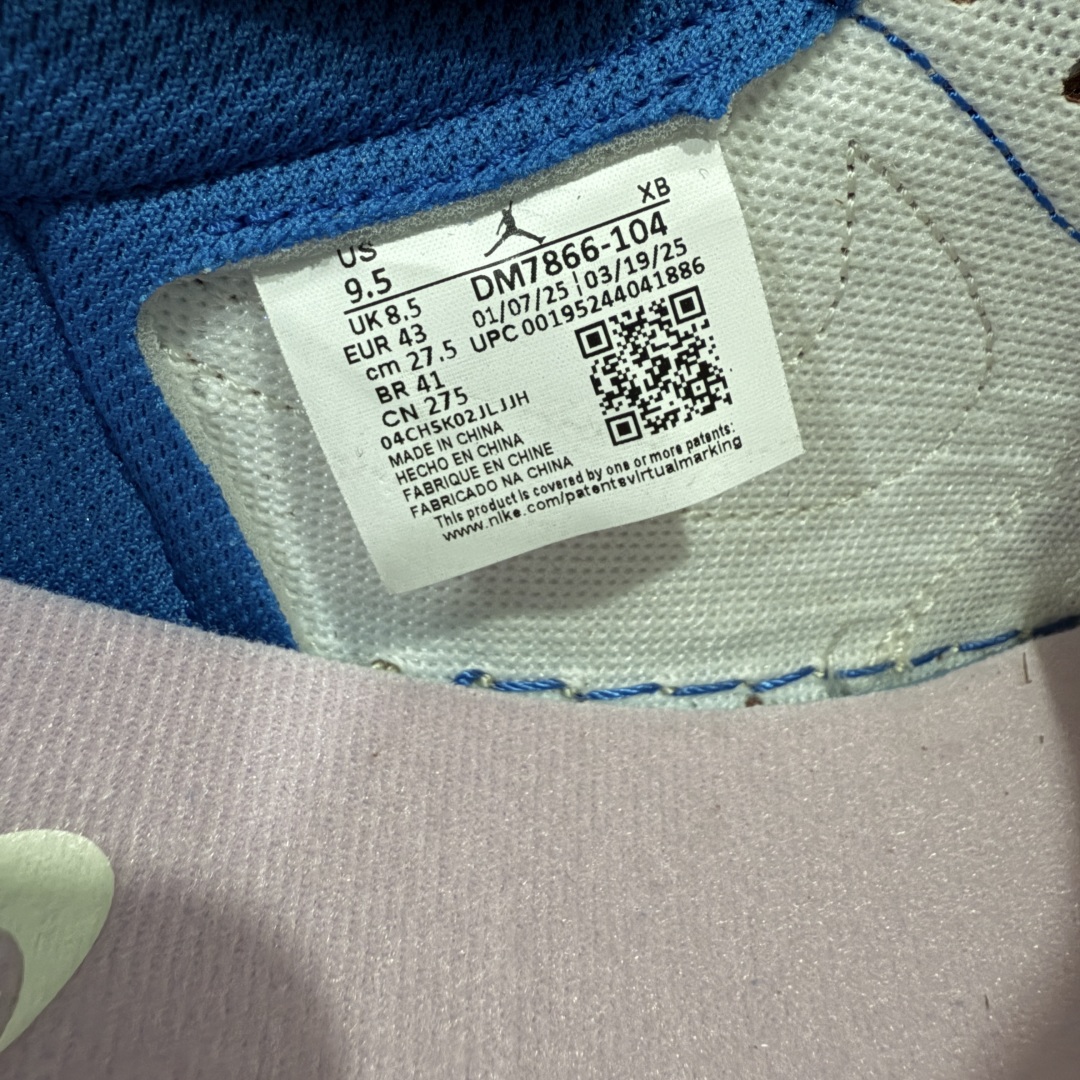 XB
US
9.5
DM7866-104
UK 8.5
01/07/25 | 03/19/25
EUR 43
UPC 00195244041886
cm 27.5
BR 41
CN 275
04CHSK02JLJJH
MADE IN CHINA
HECHO EN CHINA
FABRIQUE EN CHINE
FABRICADO NA CHINA
This product is covered by one or more patents:
www.nike.com/patentsvirtualmarking